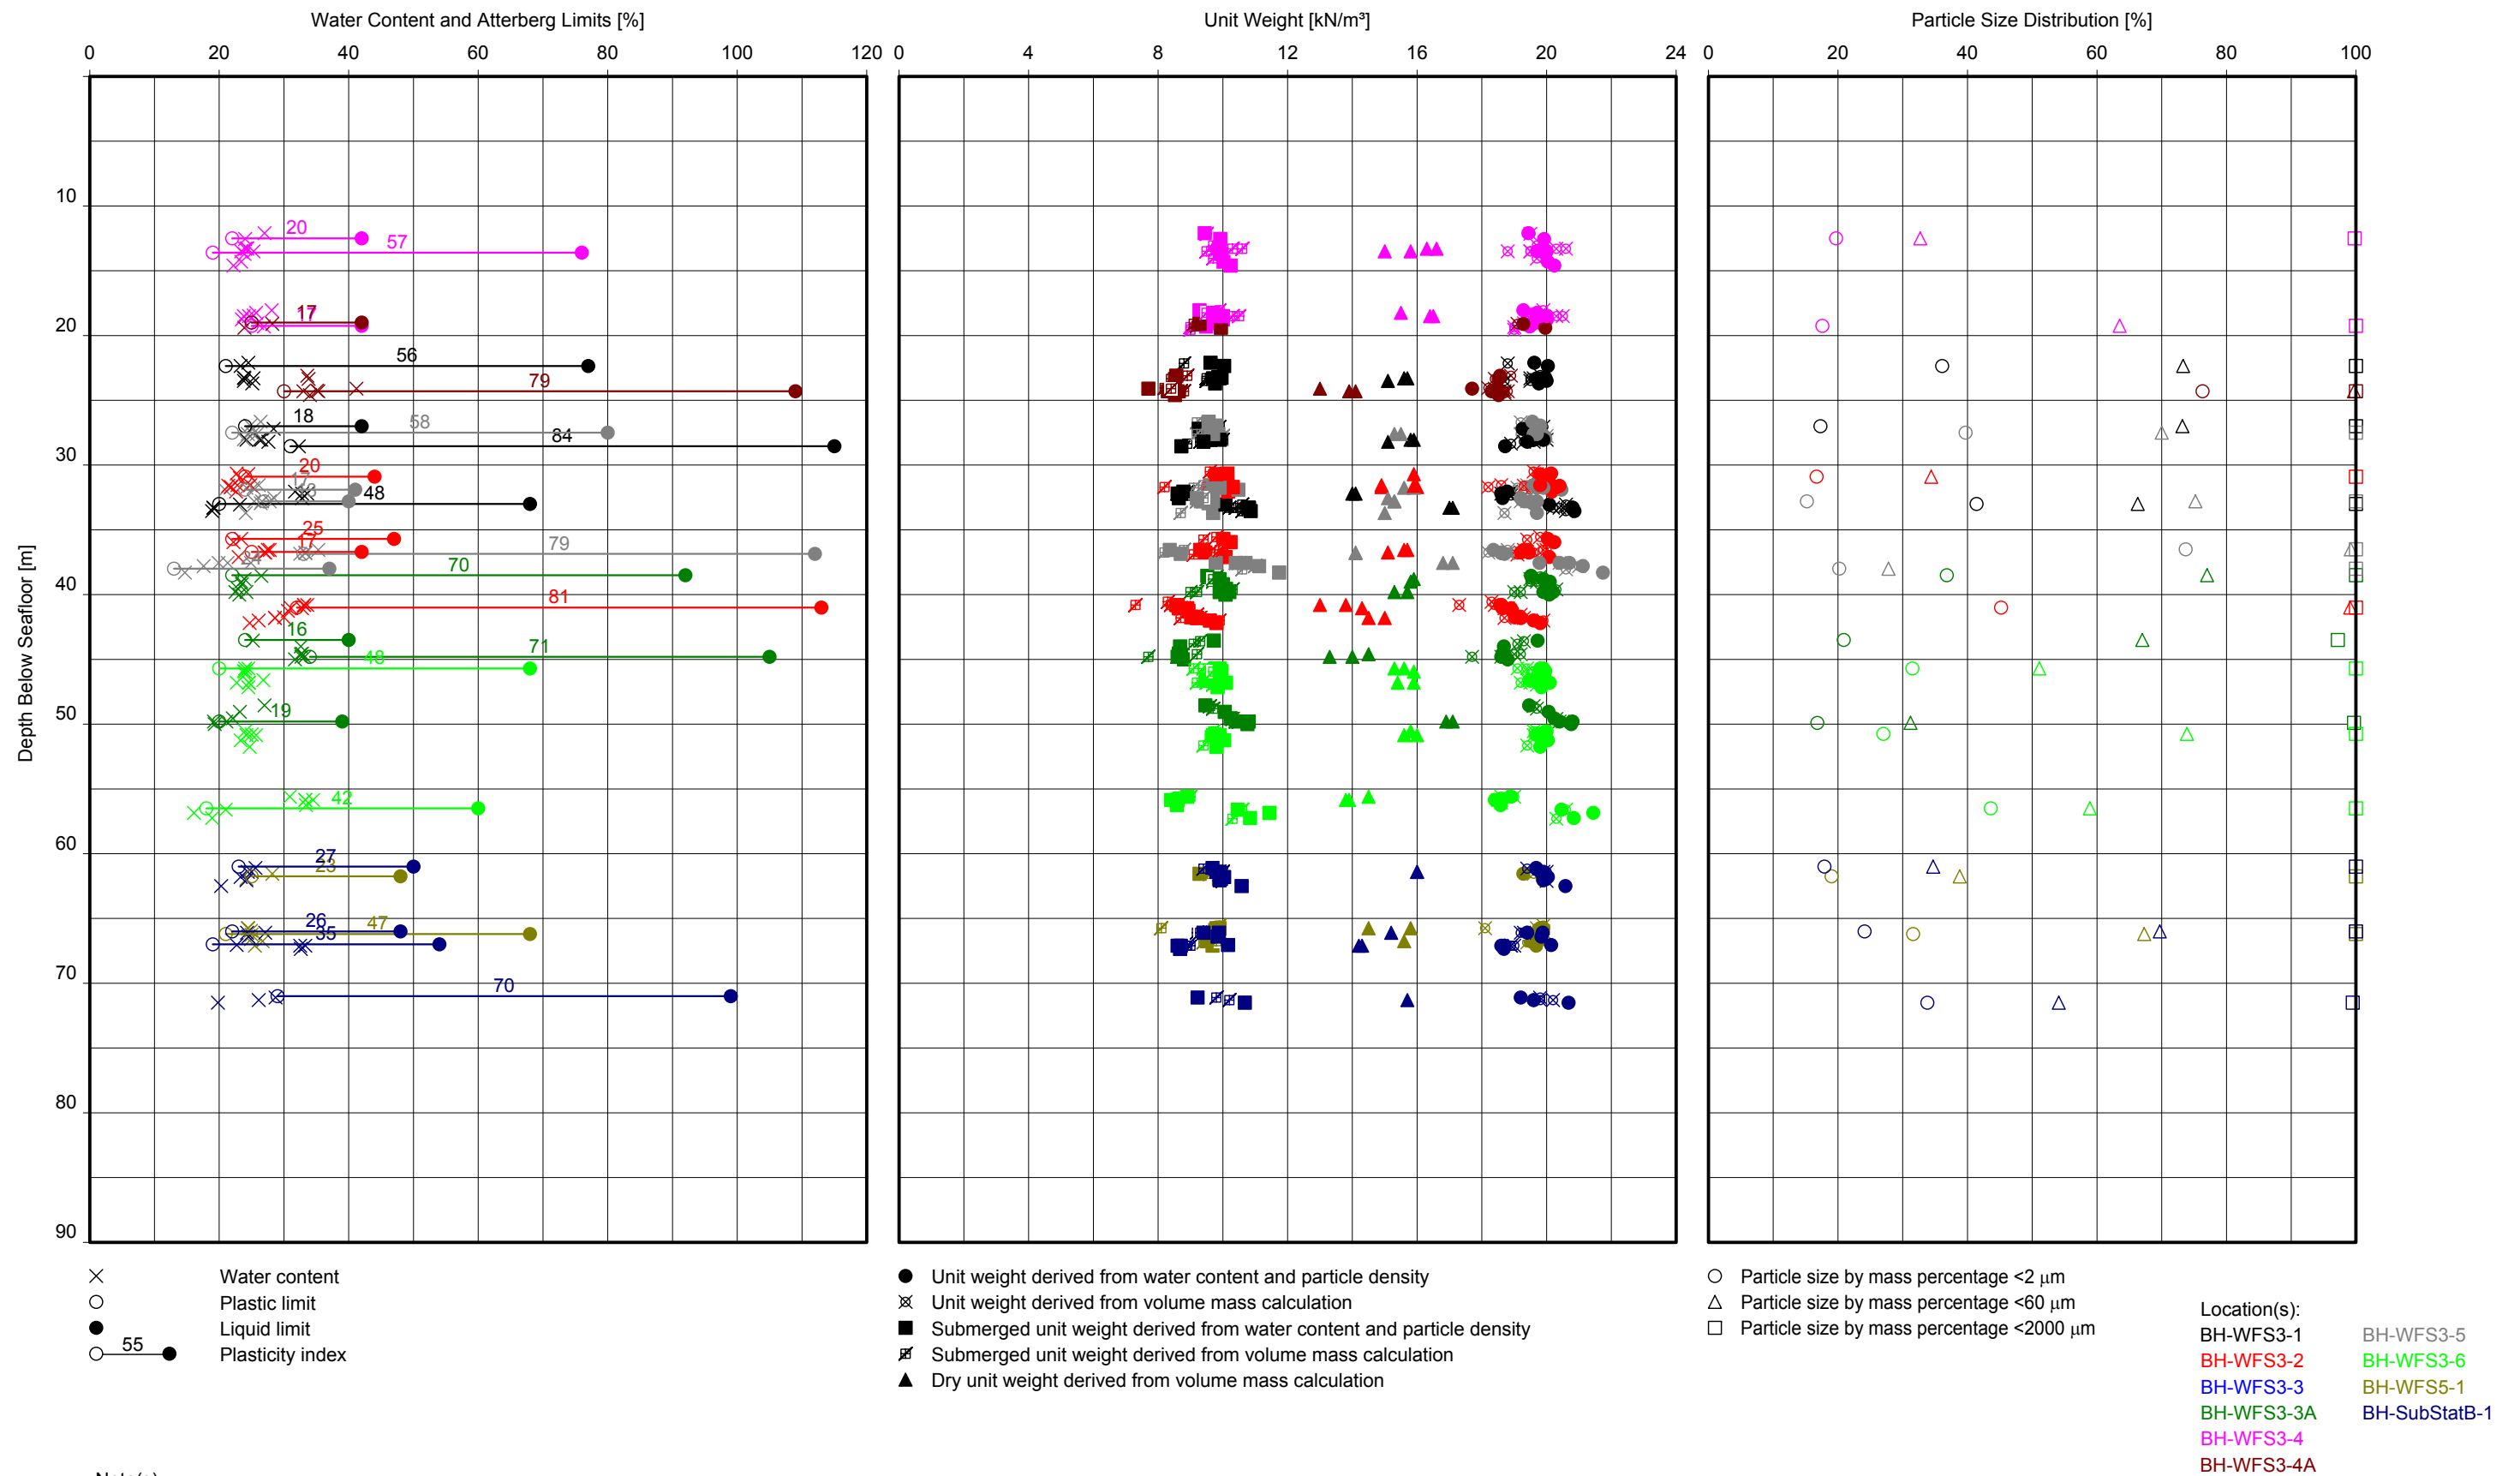 Water Content and Atterberg Limits [%]
Unit Weight [kN/m³]
Particle Size Distribution [%]
0 20 40 60 80 100 120
0 4 8 12 16 20 24
0 20 40 60 80 100
Depth Below Seafloor [m]
10
20
57
17
20
56
79
18
58
84
30
20
17
48
25
17
79
24
70
40
81
16
71
48
19
50
42
60
27
23
26
47
35
70
70
80
90
Water content
Plastic limit
Liquid limit
55
Plasticity index
Unit weight derived from water content and particle density
Unit weight derived from volume mass calculation
Submerged unit weight derived from water content and particle density
Submerged unit weight derived from volume mass calculation
Dry unit weight derived from volume mass calculation
Particle size by mass percentage <2 μm
Particle size by mass percentage <60 μm
Particle size by mass percentage <2000 μm
Location(s):
BH-WFS3-1 BH-WFS3-5
BH-WFS3-2 BH-WFS3-6
BH-WFS3-3 BH-WFS5-1
BH-WFS3-3A BH-SubStatB-1
BH-WFS3-4
BH-WFS3-4A